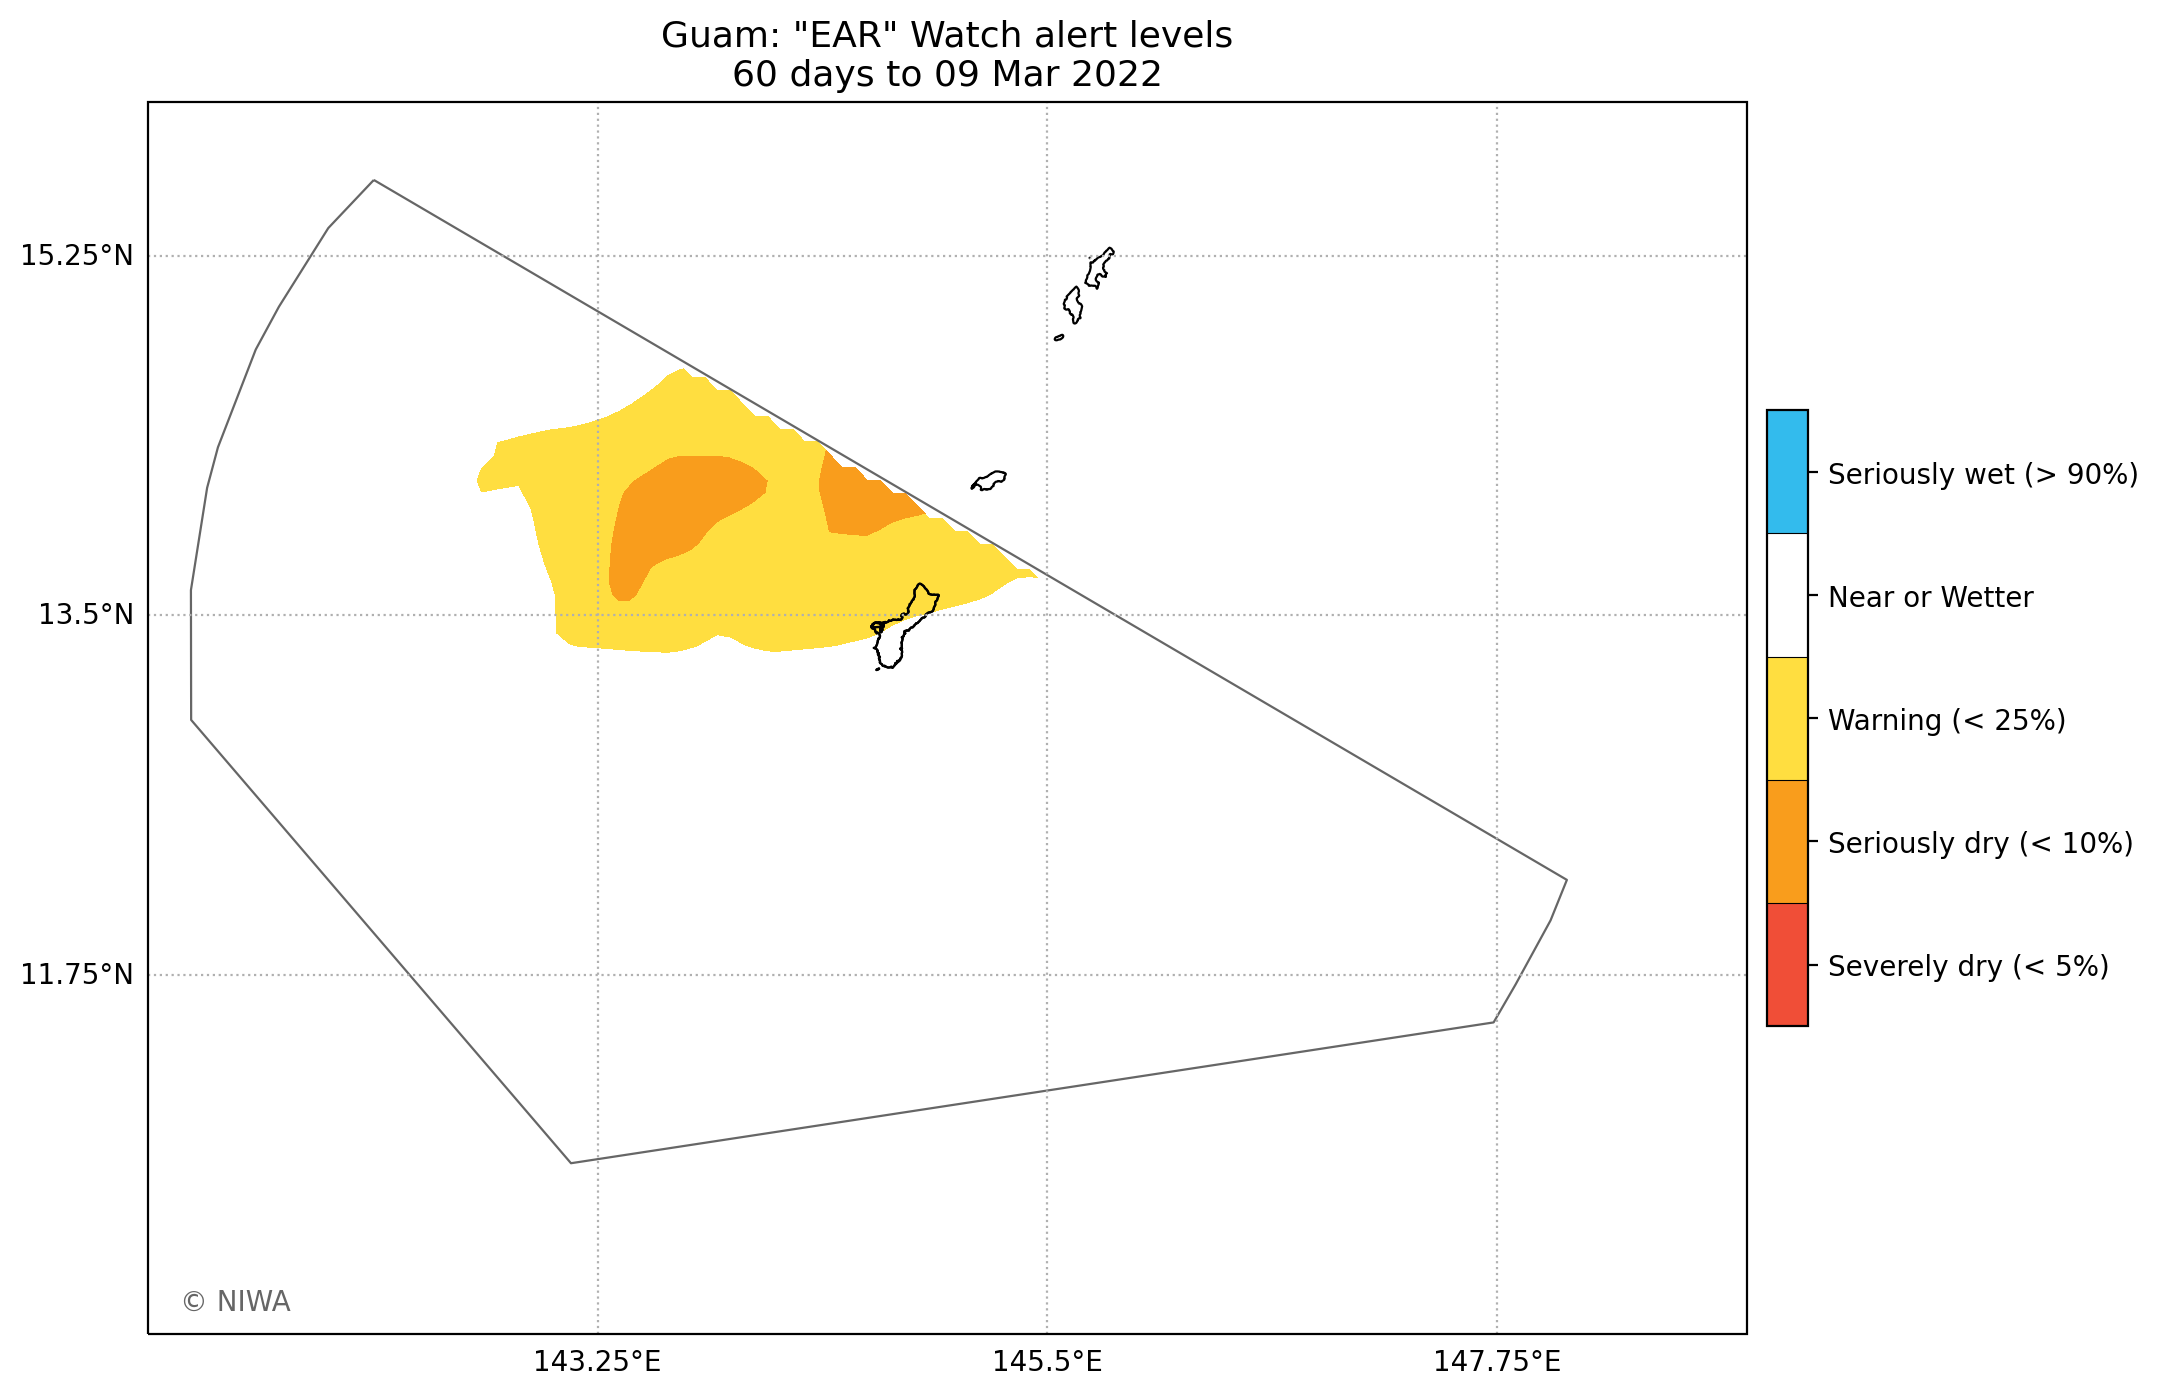 Guam: "EAR" Watch alert levels
60 days to 09 Mar 2022
15.25°N
13.5°N
11.75°N
143.25°E
145.5°E
147.75°E
Seriously wet (> 90%)
Near or Wetter
Warning (< 25%)
Seriously dry (< 10%)
Severely dry (< 5%)
© NIWA